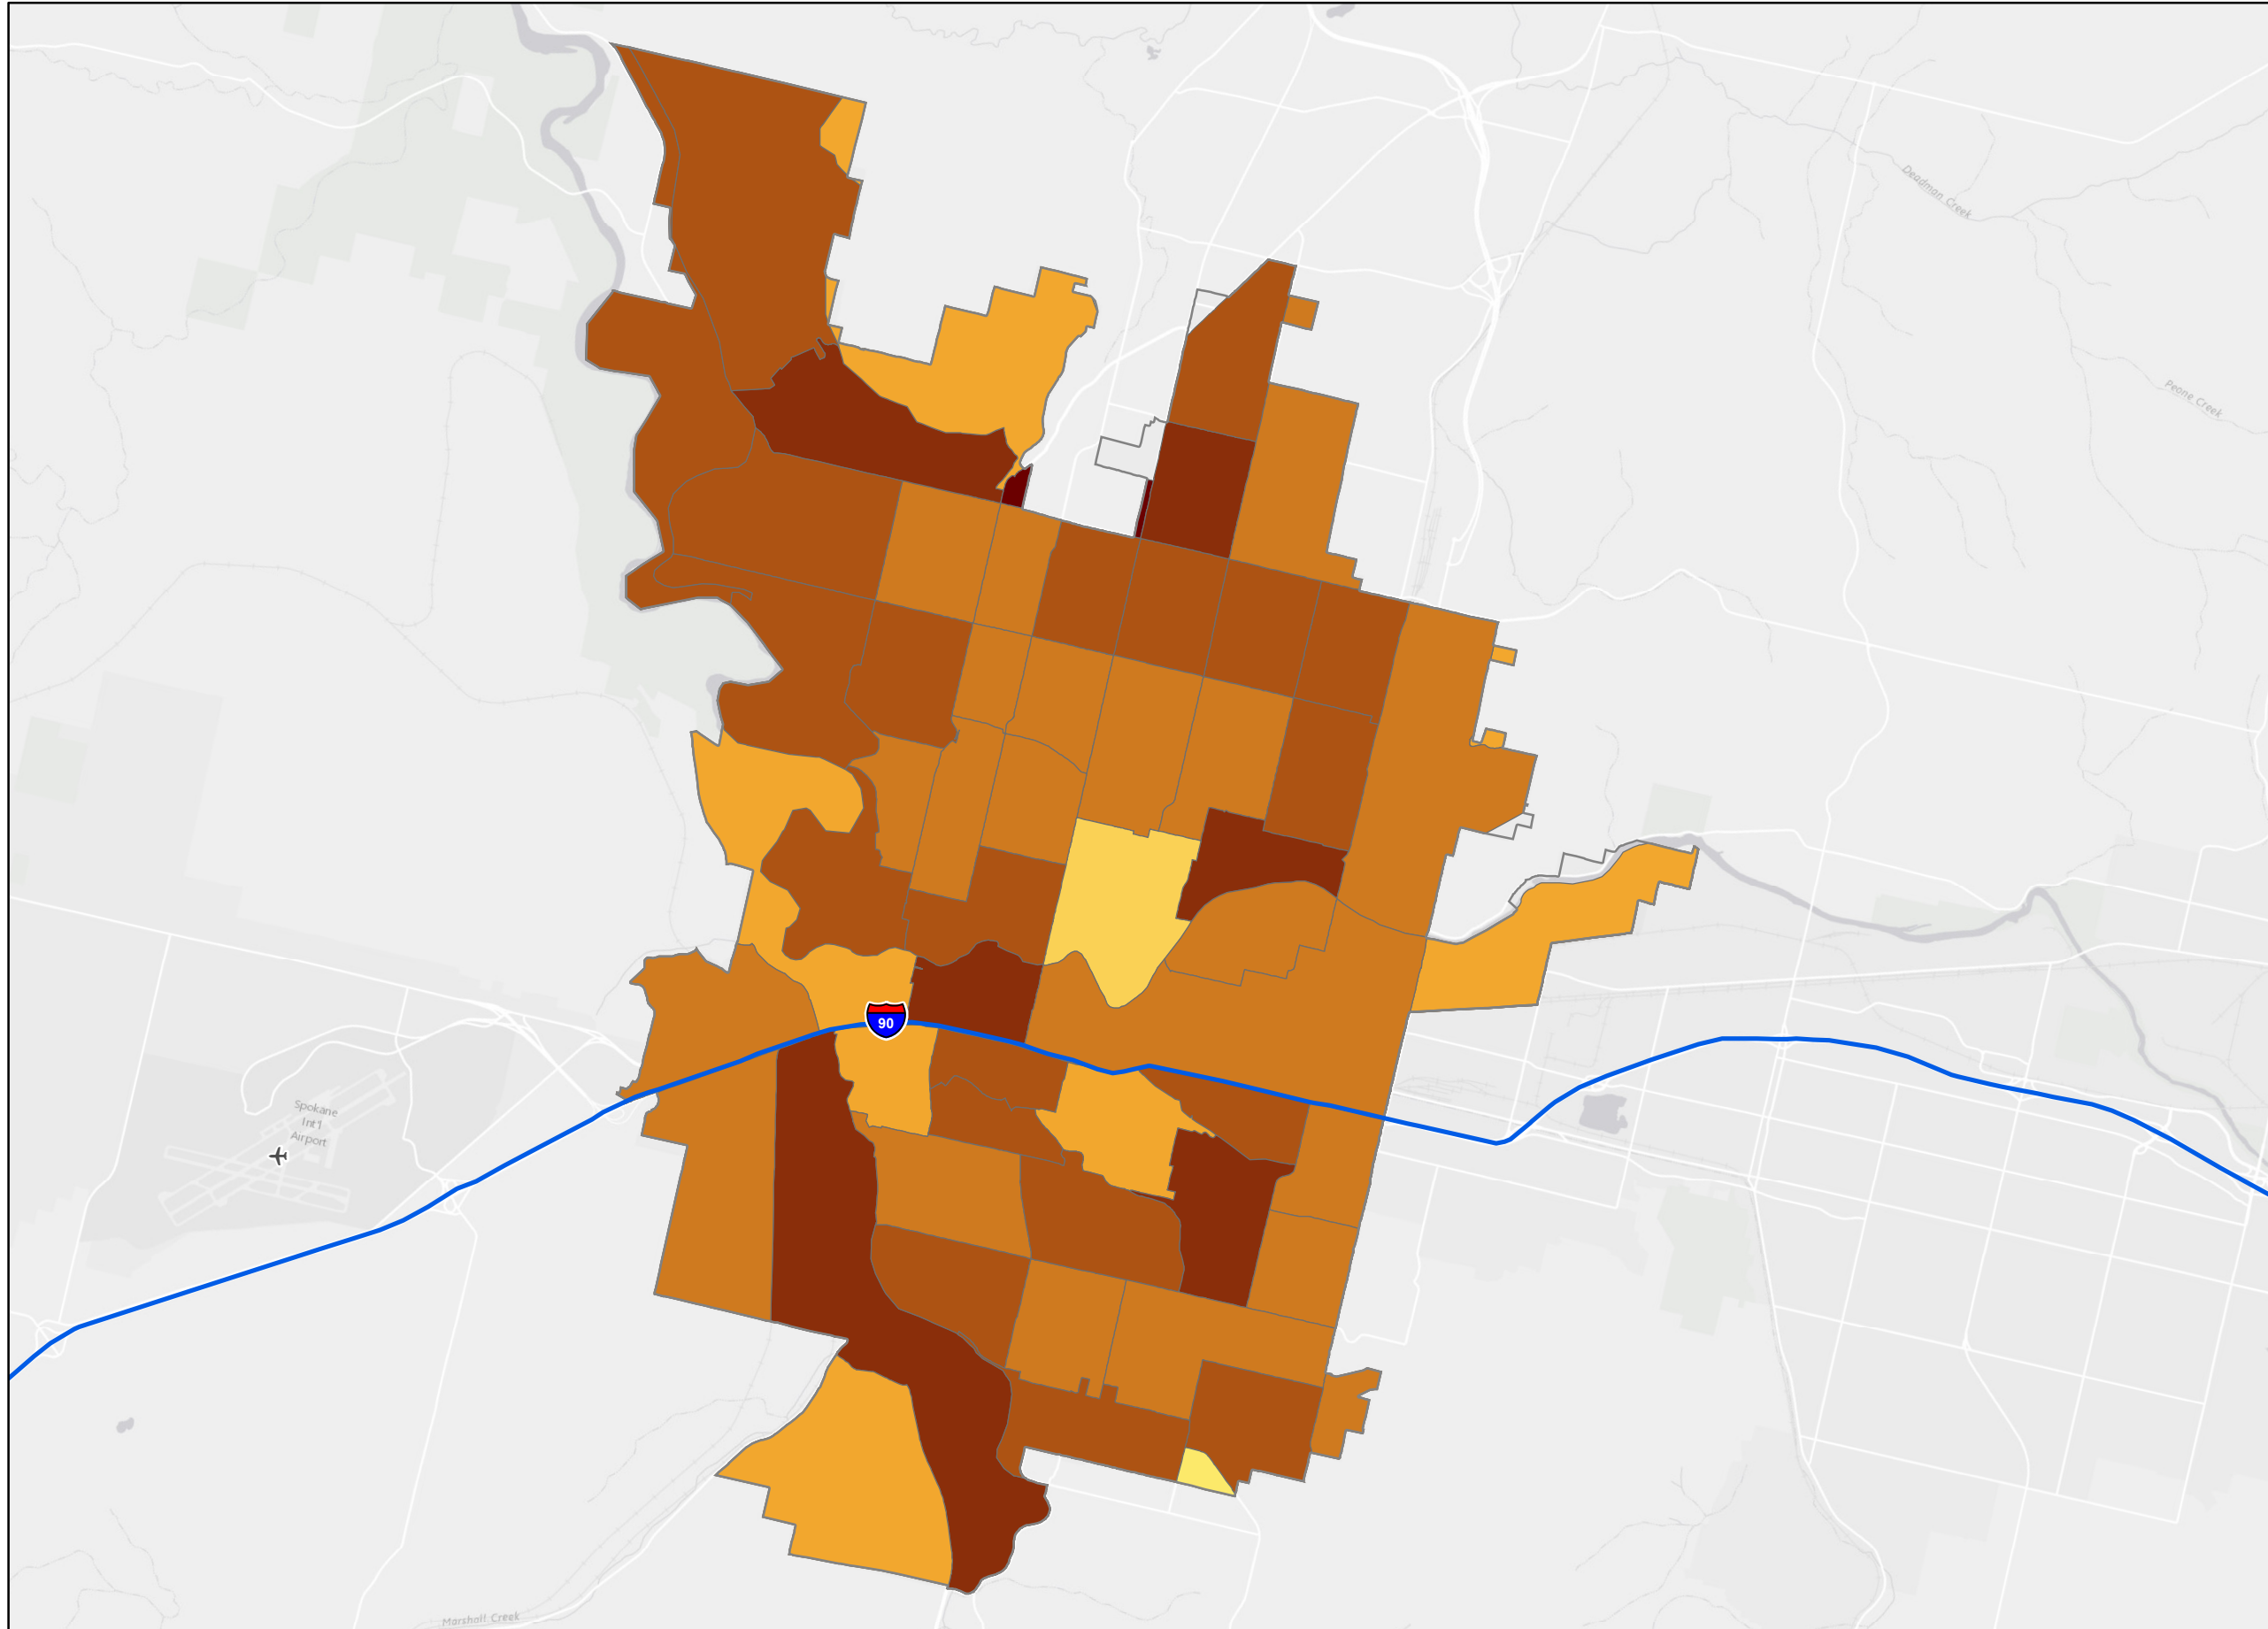 Deadman Creek
Peone Creek
90
Spokane
Int'l
Airport
Marshall Creek